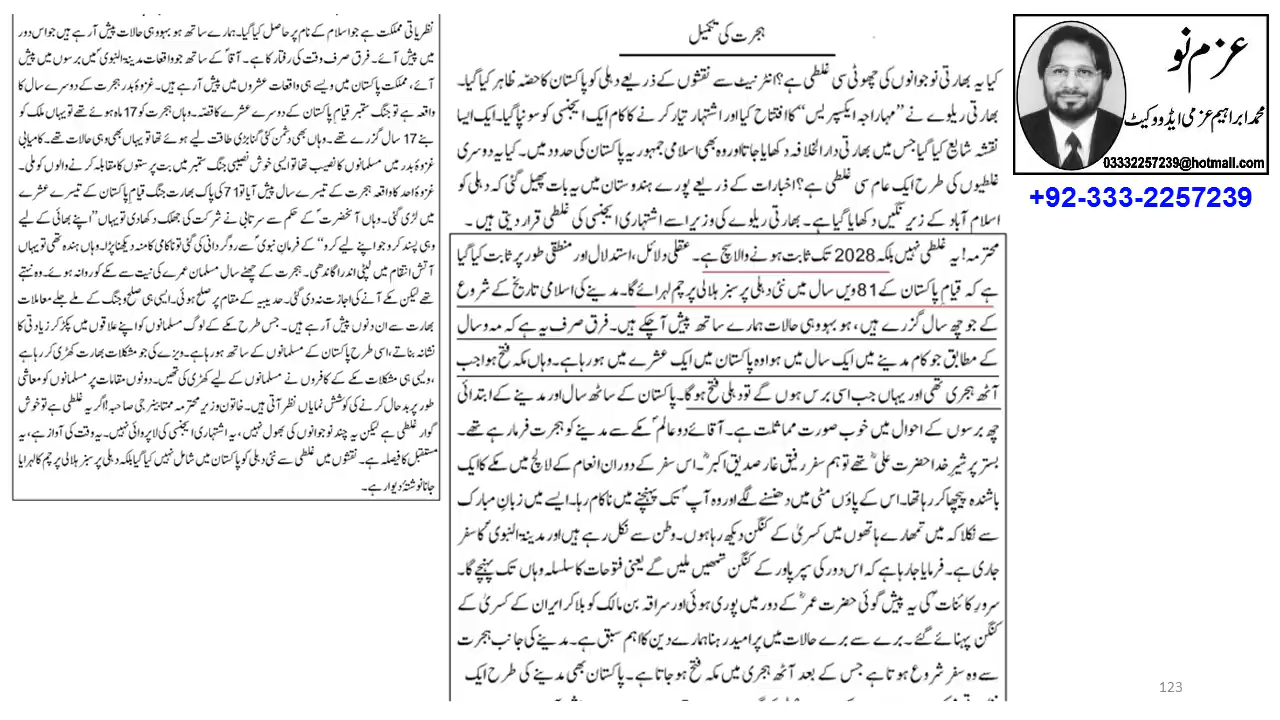 عزمِ نو
محمد ابراہیم عزمی ایڈووکیٹ
03332257239@hotmail.com
+92-333-2257239
ہجرت کی تکمیل
کیا یہ بھارتی نوجوانوں کی چھوٹی سی غلطی ہے؟ انٹرنیٹ سے نقشوں کے ذریعے دہلی کو پاکستان کا حصّہ ظاہر کیا گیا۔
بھارتی ریلوے نے ’’مہاراجہ ایکسپریس‘‘ کا افتتاح کیا اور اشتہار تیار کرنے کا کام ایک ایجنسی کو سونپا گیا۔ ایک ایسا
نقشہ شایع کیا گیا جس میں بھارتی دارالخلافہ دکھایا جاتا اور وہ بھی اسلامی جمہوریہ پاکستان کی حدود میں۔ کیا یہ دوسری
غلطیوں کی طرح ایک عام سی غلطی ہے؟ اخبارات کے ذریعے پورے ہندوستان میں یہ بات پھیل گئی کہ دہلی کو
اسلام آباد کے زیر نگیں دکھایا گیا ہے۔ بھارتی ریلوے کی وزیر اسے اشتہاری ایجنسی کی غلطی قرار دیتی ہیں۔
محترمہ! یہ غلطی نہیں بلکہ 2028 تک ثابت ہونے والا سچ ہے۔ عقلی دلائل، استدلال اور منطقی طور پر ثابت کیا گیا
ہے کہ قیامِ پاکستان کے 81 ویں سال میں نئی دہلی پر سبز ہلالی پرچم لہرائے گا۔ مدینے کی اسلامی تاریخ کے شروع
کے جو چھ سال گزرے ہیں، ہو بہو وہی حالات ہمارے ساتھ پیش آچکے ہیں۔ فرق صرف یہ ہے کہ مہ و سال
کے مطابق جو کام مدینے میں ایک سال میں ہوا وہ پاکستان میں ایک عشرے میں ہو رہا ہے۔ وہاں مکہ فتح ہوا جب
آٹھ ہجری تھی اور یہاں جب اسی برس ہوں گے تو دہلی فتح ہوگا۔ پاکستان کے ساٹھ سال اور مدینے کے ابتدائی
چھ برسوں کے احوال میں خوب صورت مماثلت ہے۔ آقائے دو عالمؐ مکے سے مدینے کو ہجرت فرما رہے تھے۔
بستر پر شیرِ خدا حضرت علیؓ تھے تو ہم سفر رفیقِ غار صدیق اکبرؓ۔ اس سفر کے دوران انعام کے لالچ میں مکے کا ایک
باشندہ پیچھا کر رہا تھا۔ اس کے پاؤں مٹی میں دھنسنے لگے اور وہ آپؐ تک پہنچنے میں ناکام رہا۔ ایسے میں زبان مبارک
سے نکلا کہ میں تمھارے ہاتھوں میں کسریٰ کے کنگن دیکھ رہا ہوں۔ وطن سے نکل رہے ہیں اور مدینۃ النبویؐ کا سفر
جاری ہے۔ فرمایا جا رہا ہے کہ اس دور کی سپر پاور کے کنگن تمھیں ملیں گے یعنی فتوحات کا سلسلہ وہاں تک پہنچے گا۔
سرورِ کائناتؐ کی یہ پیش گوئی حضرت عمرؓ کے دور میں پوری ہوئی اور سراقہ بن مالک کو بلا کر ایران کے کسریٰ کے
کنگن پہنائے گئے۔ برے سے برے حالات میں پرامید رہنا ہمارے دین کا اہم سبق ہے۔ مدینے کی جانب ہجرت
سے وہ سفر شروع ہوتا ہے جس کے بعد آٹھ ہجری میں مکہ فتح ہو جاتا ہے۔ پاکستان بھی مدینے کی طرح ایک
نظریاتی مملکت ہے جو اسلام کے نام پر حاصل کیا گیا۔ ہمارے ساتھ ہو بہو وہی حالات پیش آرہے ہیں جو اس دور
میں پیش آئے۔ فرق صرف وقت کی رفتار کا ہے۔ آقاؐ کے ساتھ جو واقعات مدینۃ النبویؐ میں برسوں میں پیش
آئے، مملکت پاکستان میں ویسے ہی واقعات عشروں میں پیش آرہے ہیں۔ غزوۂ بدر ہجرت کے دوسرے سال کا
واقعہ ہے تو جنگ ستمبر قیام پاکستان کے دوسرے عشرے کا قصّہ۔ وہاں ہجرت کو 17 ماہ ہوئے تھے تو یہاں ملک کو
بنے 17 سال گزرے تھے۔ وہاں بھی دشمن کئی گنا بڑی طاقت لیے ہوئے تھا تو یہاں بھی وہی حالات تھے۔ کامیابی
غزوۂ بدر میں مسلمانوں کا نصیب تھا تو ایسی خوش نصیبی جنگ ستمبر میں بت پرستوں کا مقابلہ کرنے والوں کو ملی۔
غزوۂ احد کا واقعہ ہجرت کے تیسرے سال پیش آیا تو 71 کی پاک بھارت جنگ قیام پاکستان کے تیسرے عشرے
میں لڑی گئی۔ وہاں آنحضرتؐ کے حکم سے سرتابی نے شرکت کی جھلک دکھا دی تو یہاں ’’اپنے بھائی کے لیے
وہی پسند کرو جو اپنے لیے کرو‘‘ کے فرمانِ نبویؐ سے روگردانی کی گئی تو ناکامی کا منہ دیکھنا پڑا۔ وہاں ہندہ تھی تو یہاں
آتش انتقام میں لپٹی اندرا گاندھی۔ ہجرت کے چھٹے سال مسلمان عمرے کی نیت سے مکے کو روانہ ہوئے۔ وہ نہتے
تھے لیکن مکے آنے کی اجازت نہ دی گئی۔ حدیبیہ کے مقام پر صلح ہوئی۔ ایسی ہی صلح و جنگ کے ملے جلے معاملات
بھارت سے ان دنوں پیش آرہے ہیں۔ جس طرح مکے کے لوگ مسلمانوں کو اپنے علاقوں میں پکڑ کر زیادتی کا
نشانہ بناتے، اسی طرح پاکستان کے مسلمانوں کے ساتھ ہو رہا ہے۔ ویزے کی جو مشکلات بھارت کھڑی کر رہا ہے
، ویسی ہی مشکلات مکے کے کافروں نے مسلمانوں کے لیے کھڑی کی تھیں۔ دونوں مقامات پر مسلمانوں کو معاشی
طور پر بدحال کرنے کی کوشش نمایاں نظر آتی ہیں۔ خاتون وزیر محترمہ ممتا بینرجی صاحبہ! اگر یہ غلطی ہے تو خوش
گوار غلطی ہے لیکن یہ چند نوجوانوں کی بھول نہیں، یہ اشتہاری ایجنسی کی لاپروائی نہیں۔ یہ وقت کی آواز ہے، یہ
مستقبل کا فیصلہ ہے۔ نقشوں میں غلطی سے نئی دہلی کو پاکستان میں شامل نہیں کیا گیا بلکہ دہلی پر سبز ہلالی پرچم کا لہرایا
جانا نوشتۂ دیوار ہے۔
123